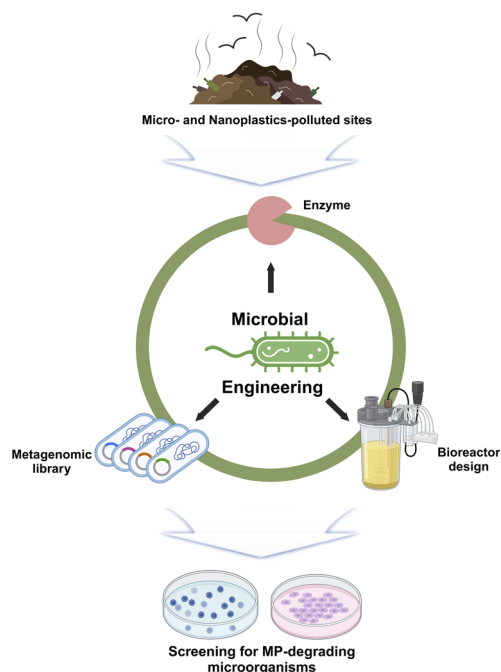 Micro- and Nanoplastics-polluted sites
Enzyme
Microbial
Engineering
Metagenomic
library
Bioreactor
design
Screening for MP-degrading
microorganisms